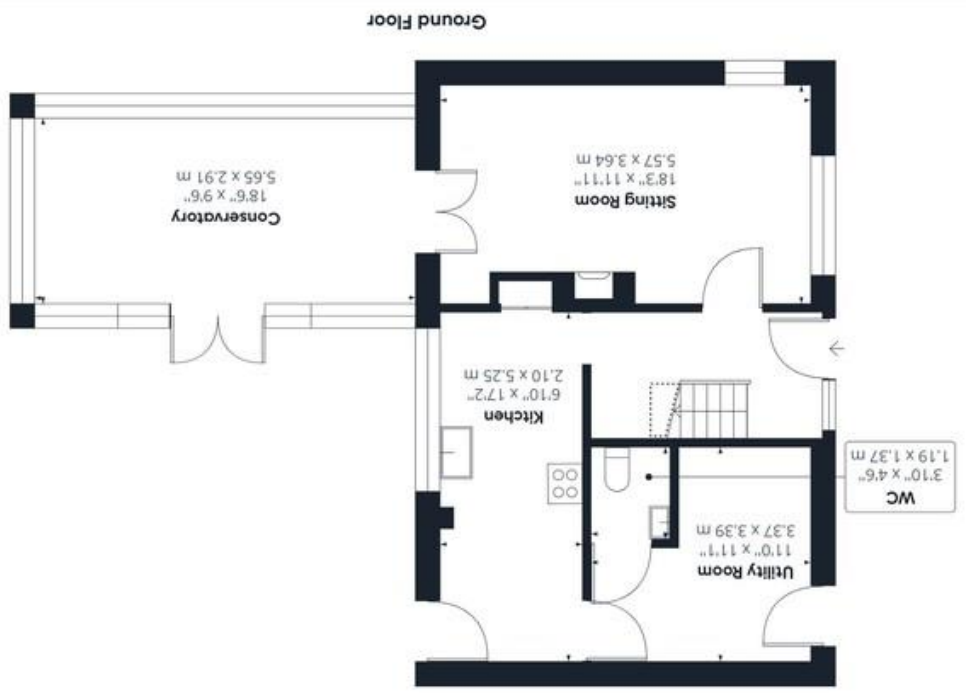 Utility Room
11'0" x 11'1"
3.37 x 3.39 m
WC
3'10" x 4'6"
1.19 x 1.37 m
Kitchen
6'10" x 17'2"
2.10 x 5.25 m
Sitting Room
18'3" x 11'11"
5.57 x 3.64 m
Conservatory
18'6" x 9'6"
5.65 x 2.91 m
Ground Floor